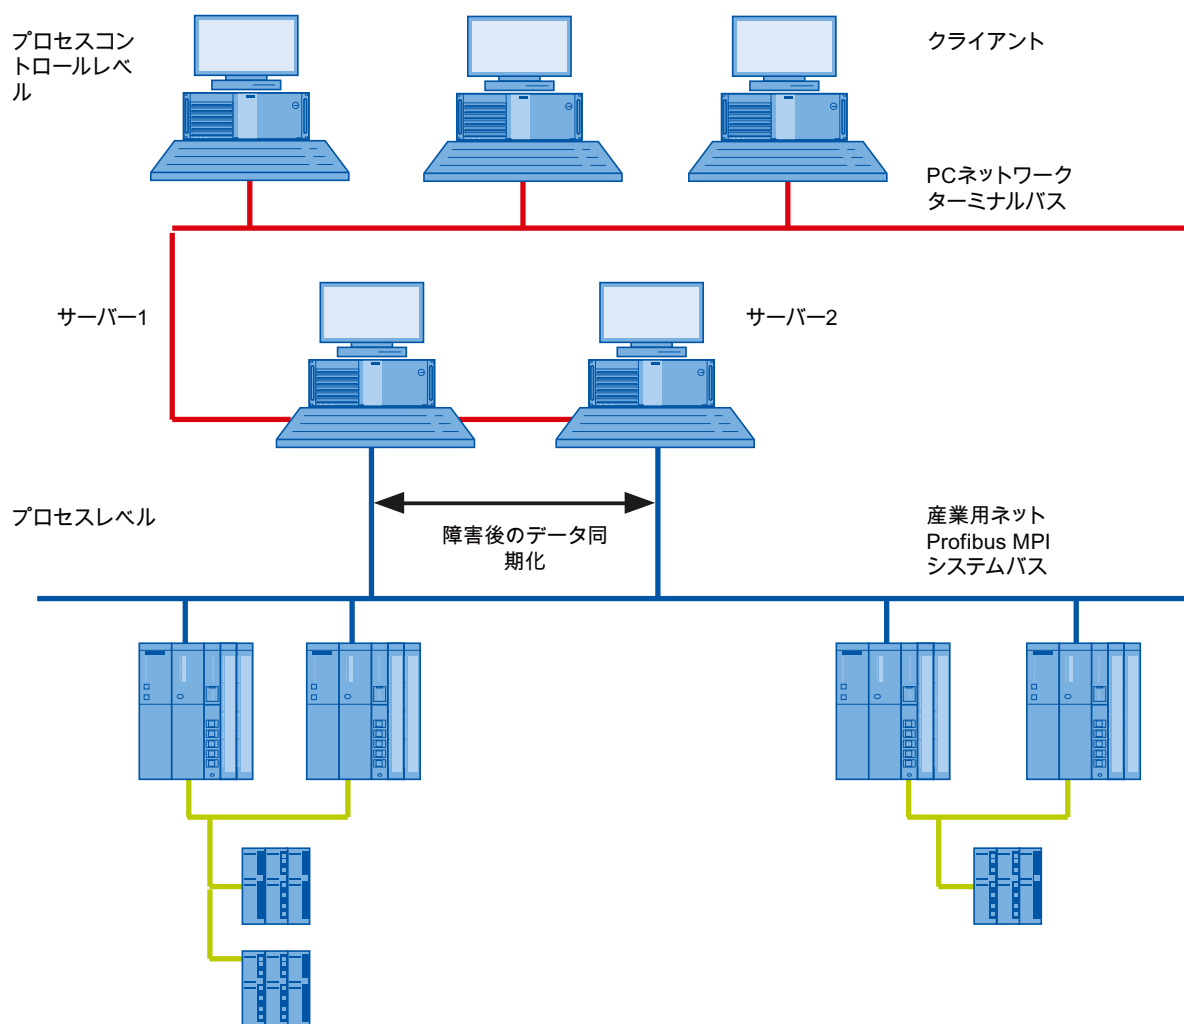 プロセスコン
トロールレベ
ル
クライアント
PCネットワーク
ターミナルバス
サーバー1
サーバー2
プロセスレベル
障害後のデータ同
期化
産業用ネット
Profibus MPI
システムバス